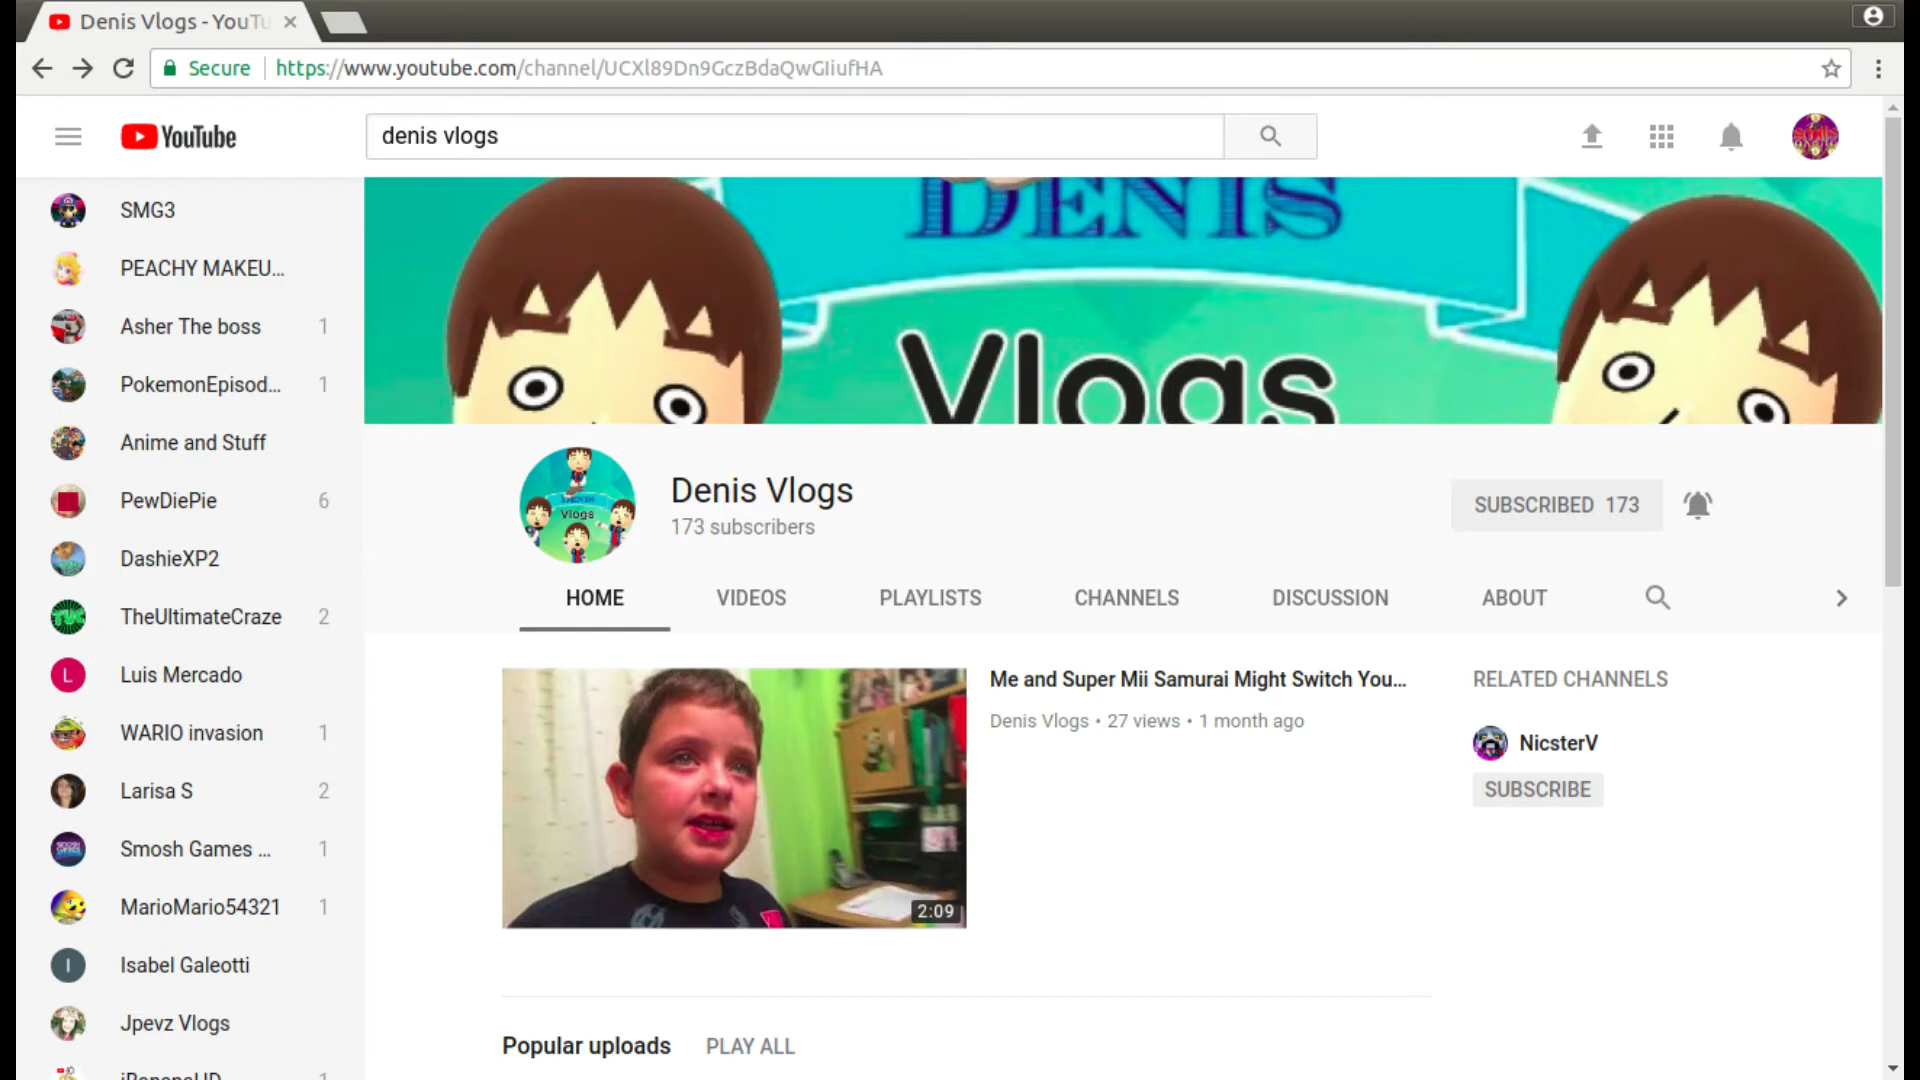 Denis Vlogs - YouTu
Secure https://www.youtube.com/channel/UCXl89Dn9GczBdaQwGIiufHA
YouTube
denis vlogs
SMG3
PEACHY MAKEU...
Asher The boss 1
PokemonEpisod... 1
Anime and Stuff
PewDiePie 6
DashieXP2
TheUltimateCraze 2
L Luis Mercado
WARIO invasion 1
Larisa S 2
Smosh Games ... 1
MarioMario54321 1
I Isabel Galeotti
Jpevz Vlogs
DENIS
Vlogs
DENIS
Vlogs
Denis Vlogs
173 subscribers
SUBSCRIBED 173
HOME VIDEOS PLAYLISTS CHANNELS DISCUSSION ABOUT
2:09
Me and Super Mii Samurai Might Switch You...
Denis Vlogs • 27 views • 1 month ago
RELATED CHANNELS
NicsterV
SUBSCRIBE
Popular uploads PLAY ALL